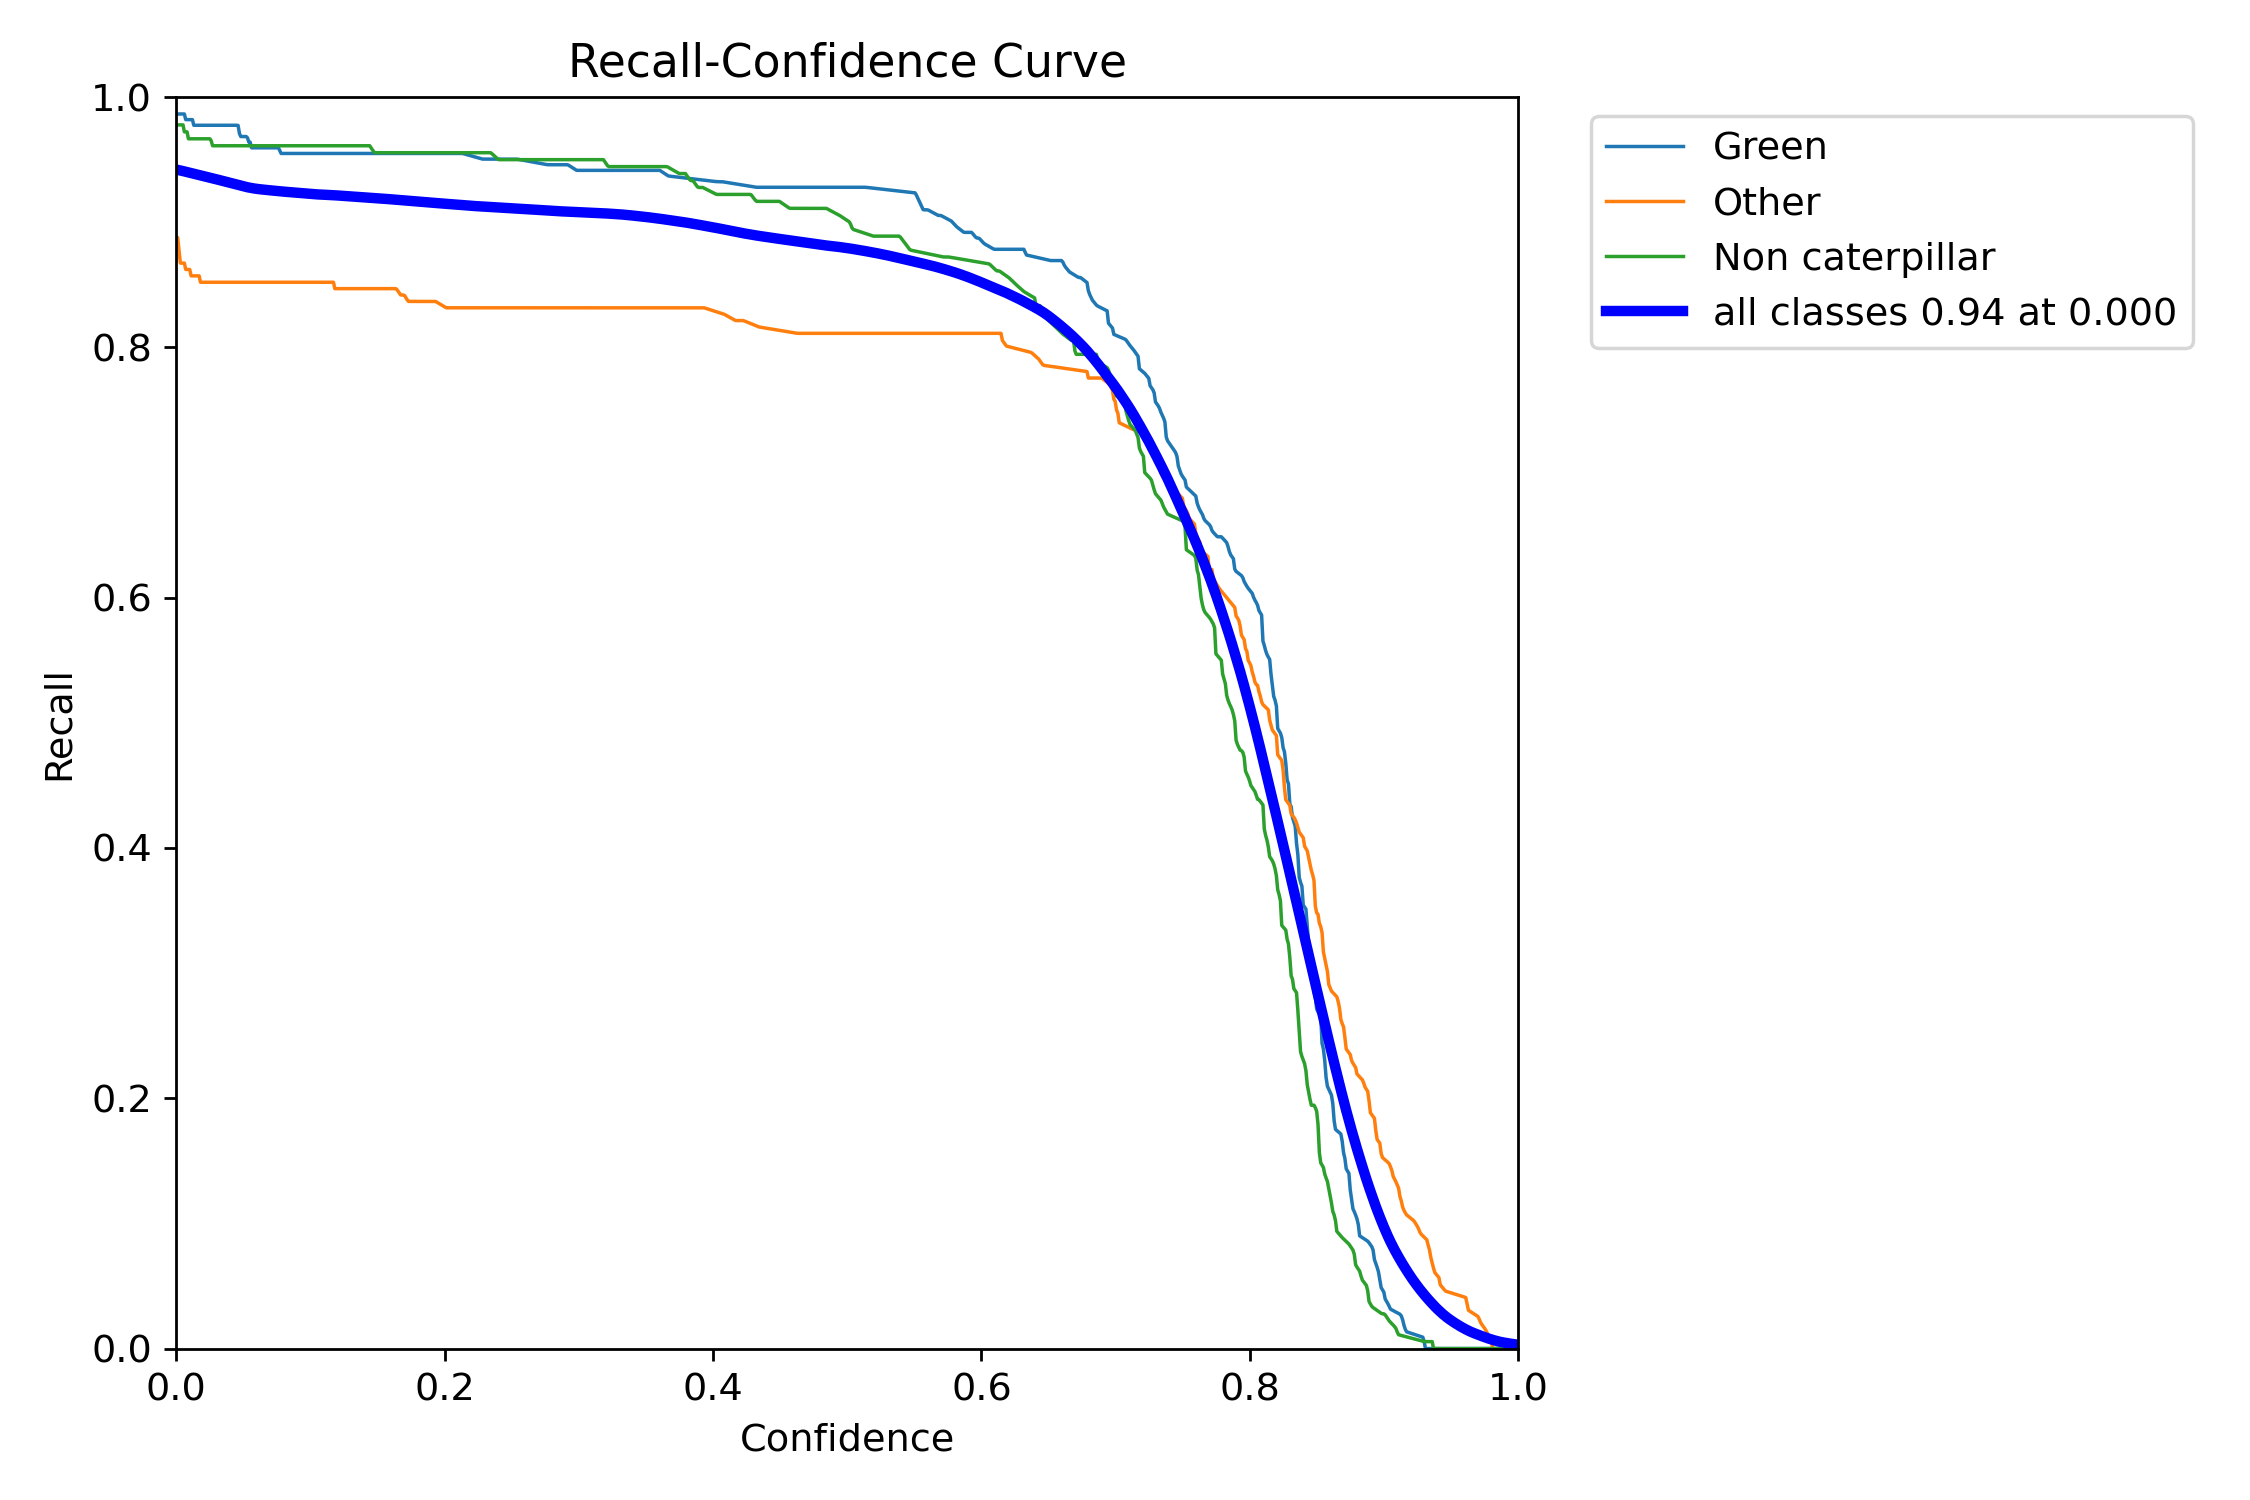 Recall-Confidence Curve
1.0
0.8
0.6
0.4
0.2
0.0
Recall
0.0 0.2 0.4 0.6 0.8 1.0
Confidence
Green
Other
Non caterpillar
all classes 0.94 at 0.000